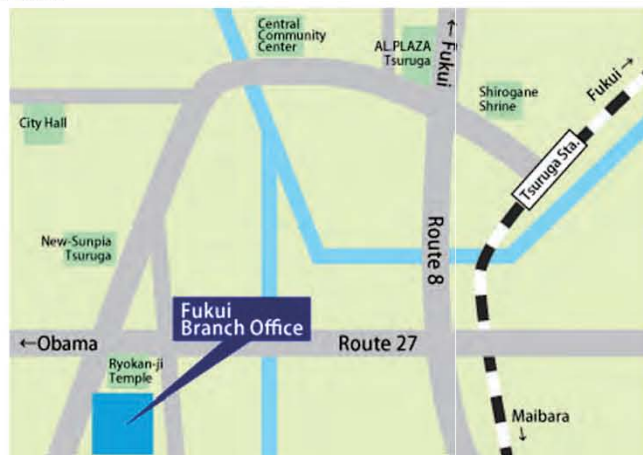 Central
Community
Center
AL.PLAZA
Tsuruga
←Fukui
Shirogane
Shrine
Fukui→
City Hall
Tsuruga Sta.
New-Sunpia
Tsuruga
Route 8
Fukui
Branch Office
←Obama
Route 27
Ryokan-ji
Temple
Maibara
↓